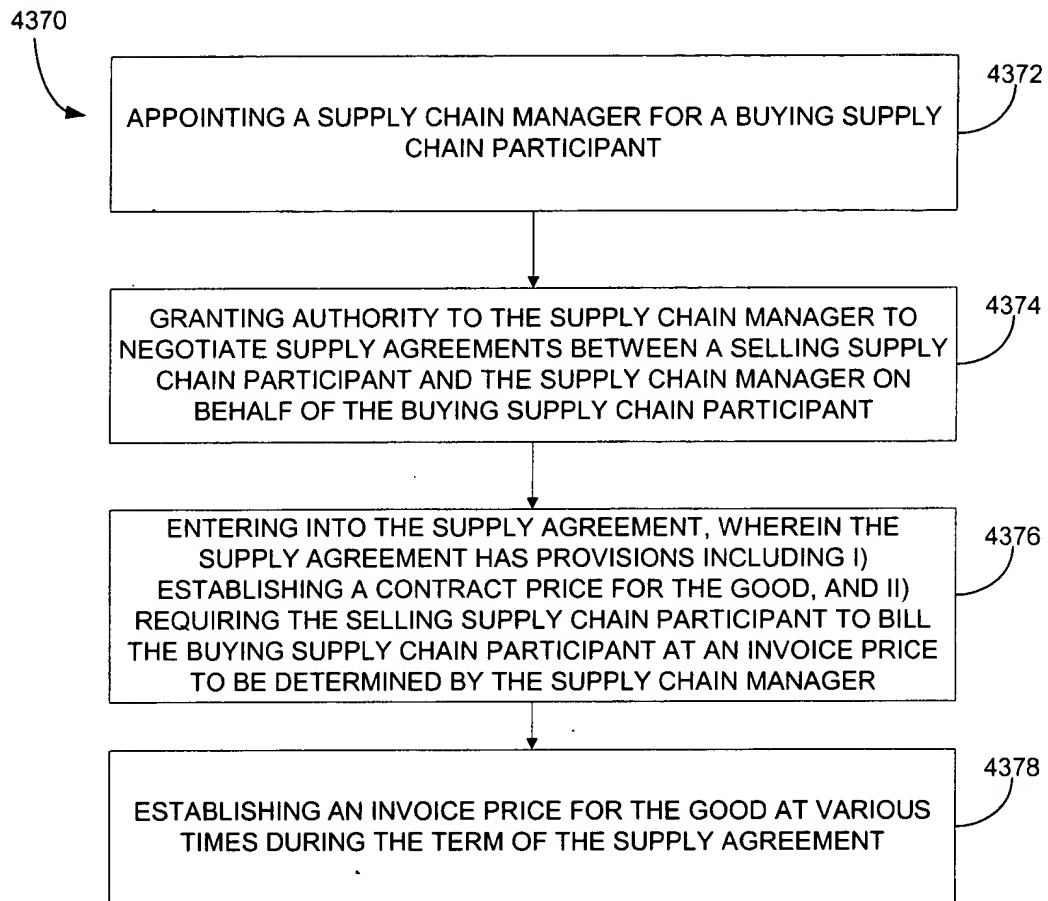 4370
4372
APPOINTING A SUPPLY CHAIN MANAGER FOR A BUYING SUPPLY
CHAIN PARTICIPANT
4374
GRANTING AUTHORITY TO THE SUPPLY CHAIN MANAGER TO
NEGOTIATE SUPPLY AGREEMENTS BETWEEN A SELLING SUPPLY
CHAIN PARTICIPANT AND THE SUPPLY CHAIN MANAGER ON
BEHALF OF THE BUYING SUPPLY CHAIN PARTICIPANT
4376
ENTERING INTO THE SUPPLY AGREEMENT, WHEREIN THE
SUPPLY AGREEMENT HAS PROVISIONS INCLUDING I)
ESTABLISHING A CONTRACT PRICE FOR THE GOOD, AND II)
REQUIRING THE SELLING SUPPLY CHAIN PARTICIPANT TO BILL
THE BUYING SUPPLY CHAIN PARTICIPANT AT AN INVOICE PRICE
TO BE DETERMINED BY THE SUPPLY CHAIN MANAGER
4378
ESTABLISHING AN INVOICE PRICE FOR THE GOOD AT VARIOUS
TIMES DURING THE TERM OF THE SUPPLY AGREEMENT